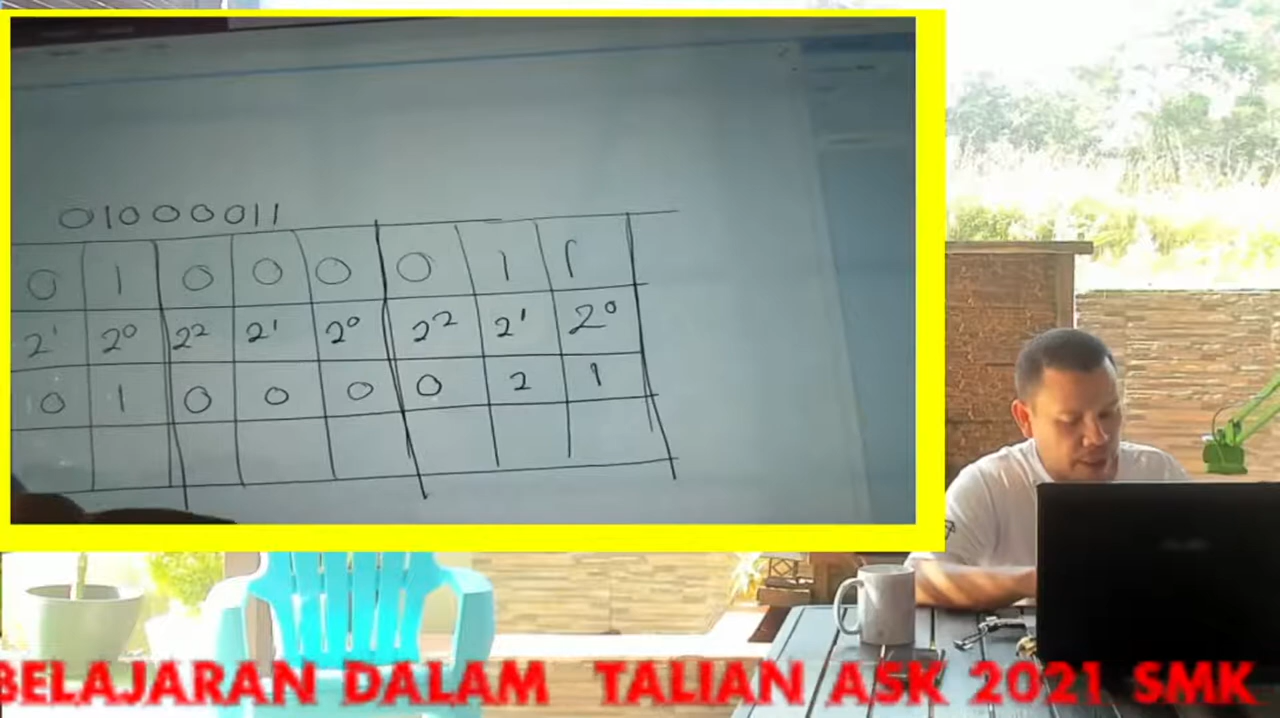 01000011
0 1 0 0 0 0 1 1
2¹ 2⁰ 2² 2¹ 2⁰ 2² 2¹ 2⁰
0 1 0 0 0 0 2 1
BELAJARAN DALAM TALIAN ASK 2021 SMK